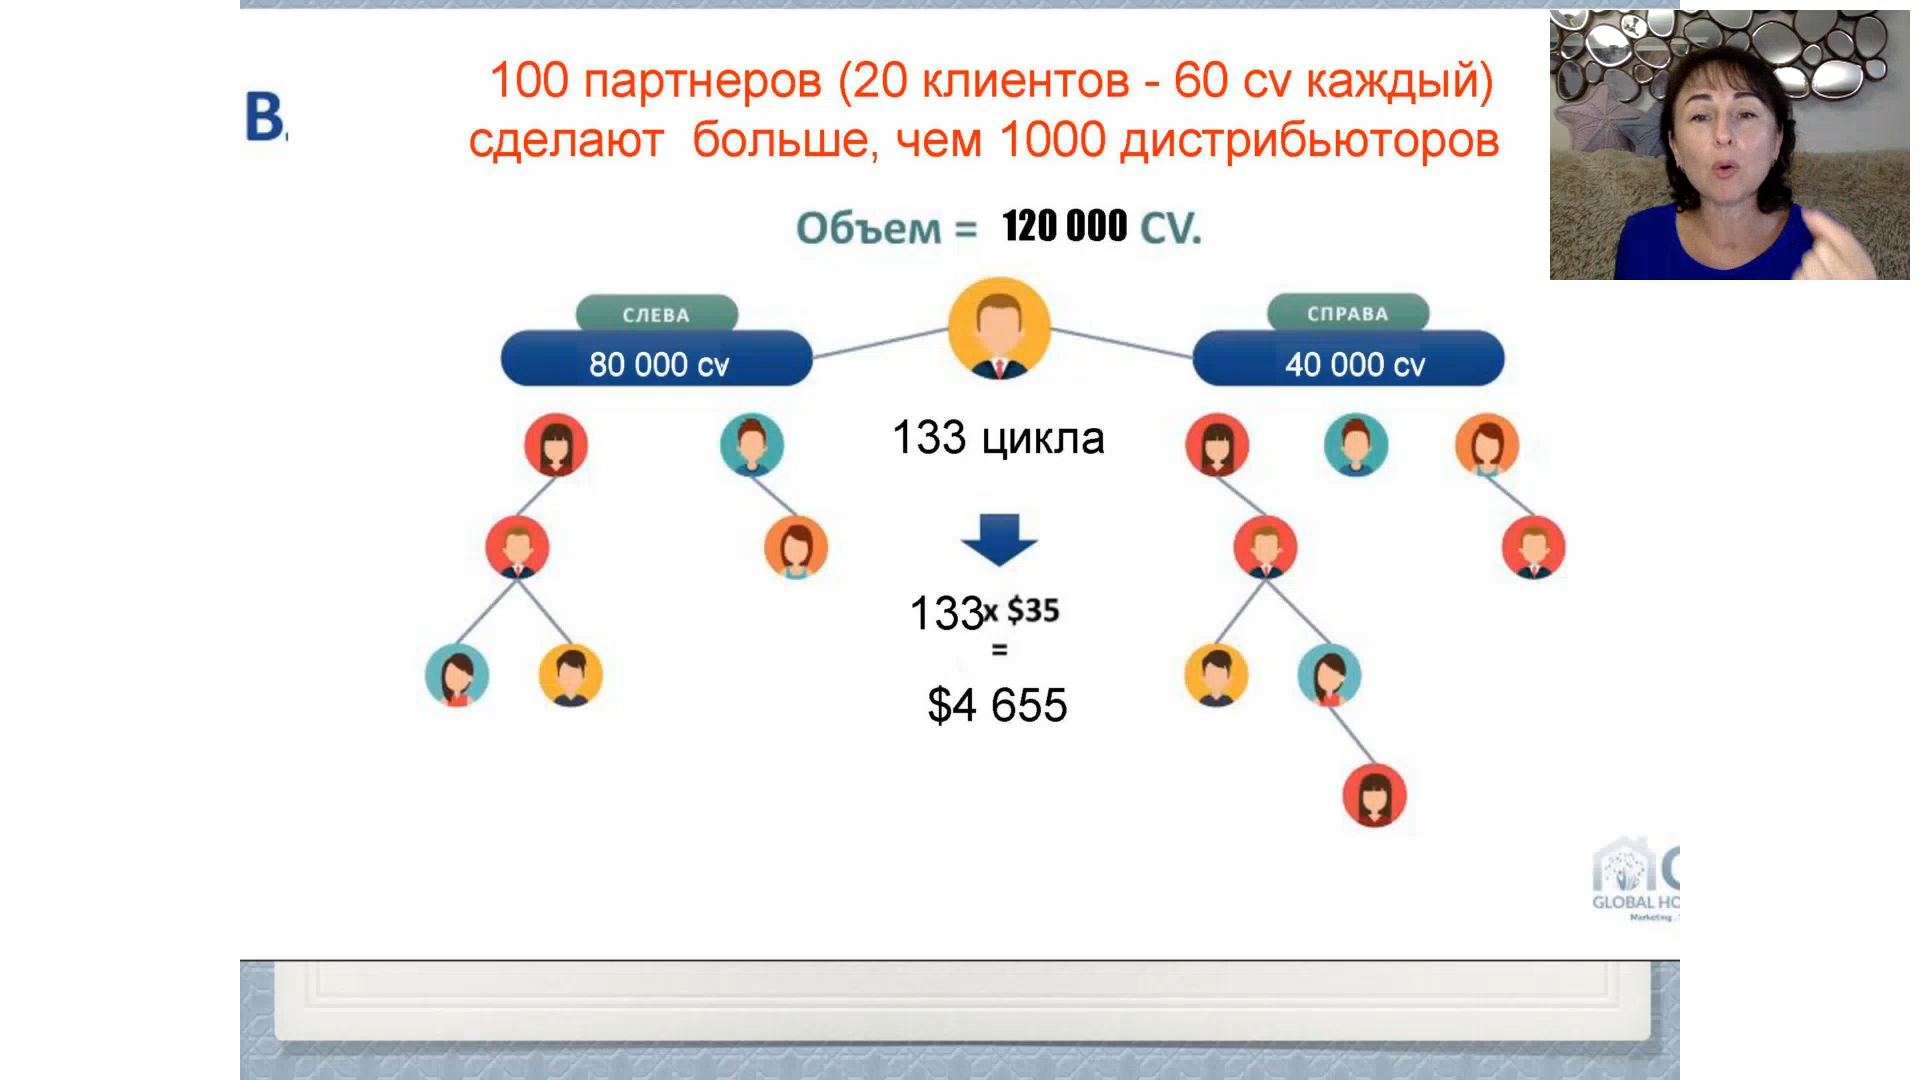 100 партнеров (20 клиентов - 60 cv каждый)
сделают больше, чем 1000 дистрибьюторов
В.
Объем = 120 000 CV.
СЛЕВА
СПРАВА
80 000 cv
40 000 cv
133 цикла
133x $35
=
$4 655
GLOBAL HO
Marketing